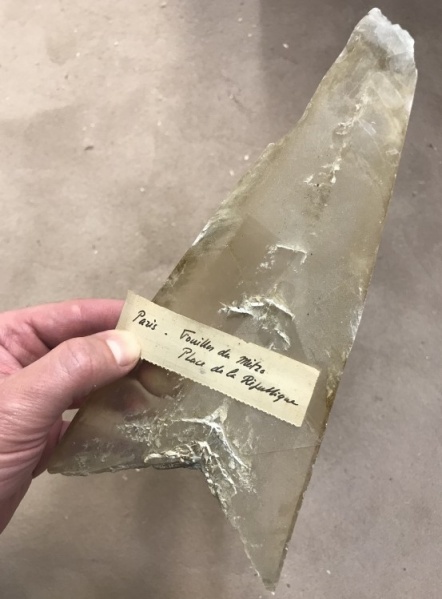 Paris - Fouilles du Métro
Place de la République